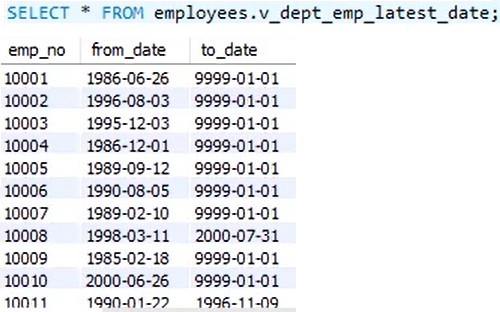 SELECT * FROM employees.v_dept_emp_latest_date;
emp_no from_date to_date
10001 1986-06-26 9999-01-01
10002 1996-08-03 9999-01-01
10003 1995-12-03 9999-01-01
10004 1986-12-01 9999-01-01
10005 1989-09-12 9999-01-01
10006 1990-08-05 9999-01-01
10007 1989-02-10 9999-01-01
10008 1998-03-11 2000-07-31
10009 1985-02-18 9999-01-01
10010 2000-06-26 9999-01-01
10011 1990-01-22 1996-11-09